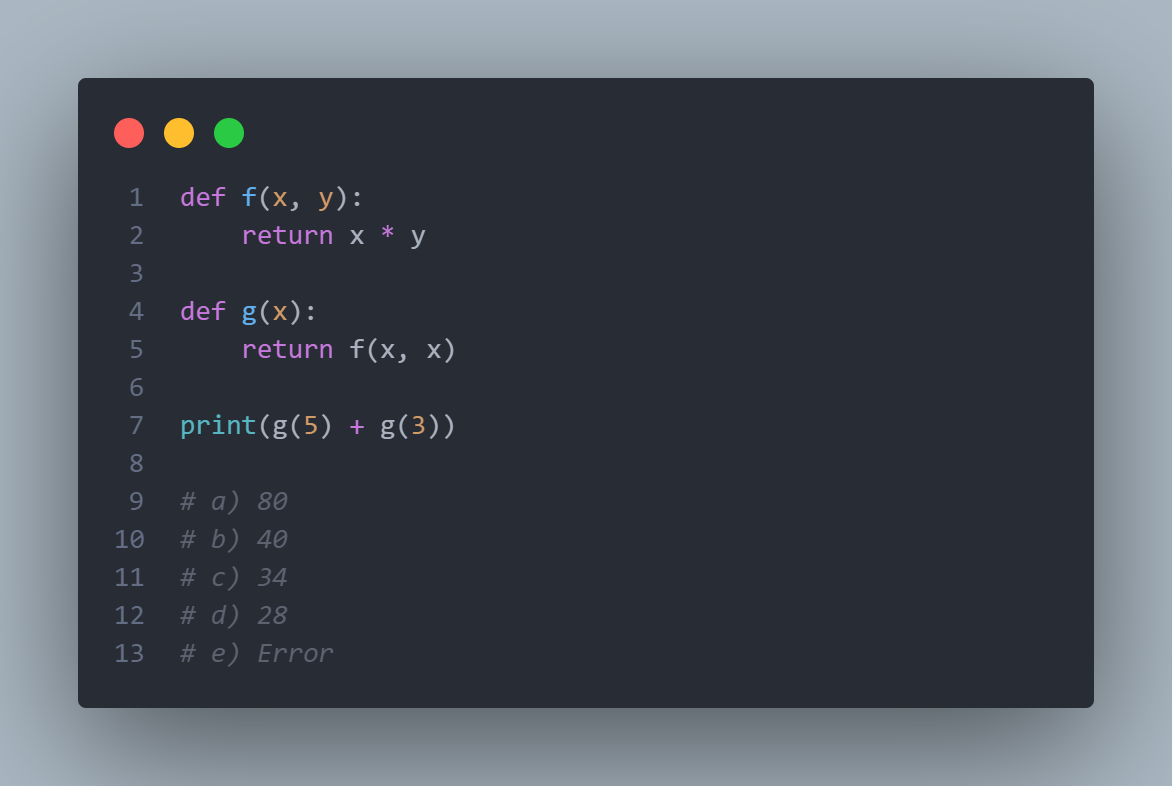 1 def f(x, y):
2     return x * y
3
4 def g(x):
5     return f(x, x)
6
7 print(g(5) + g(3))
8
9 # a) 80
10 # b) 40
11 # c) 34
12 # d) 28
13 # e) Error